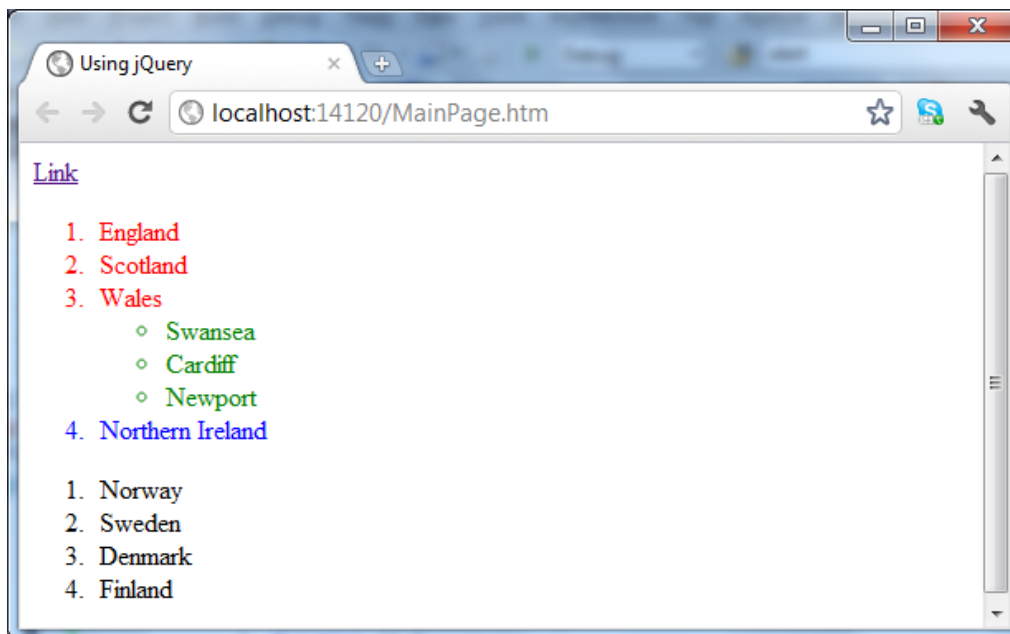 Using jQuery
localhost:14120/MainPage.htm
Link
1. England
2. Scotland
3. Wales
Swansea
Cardiff
Newport
4. Northern Ireland
1. Norway
2. Sweden
3. Denmark
4. Finland